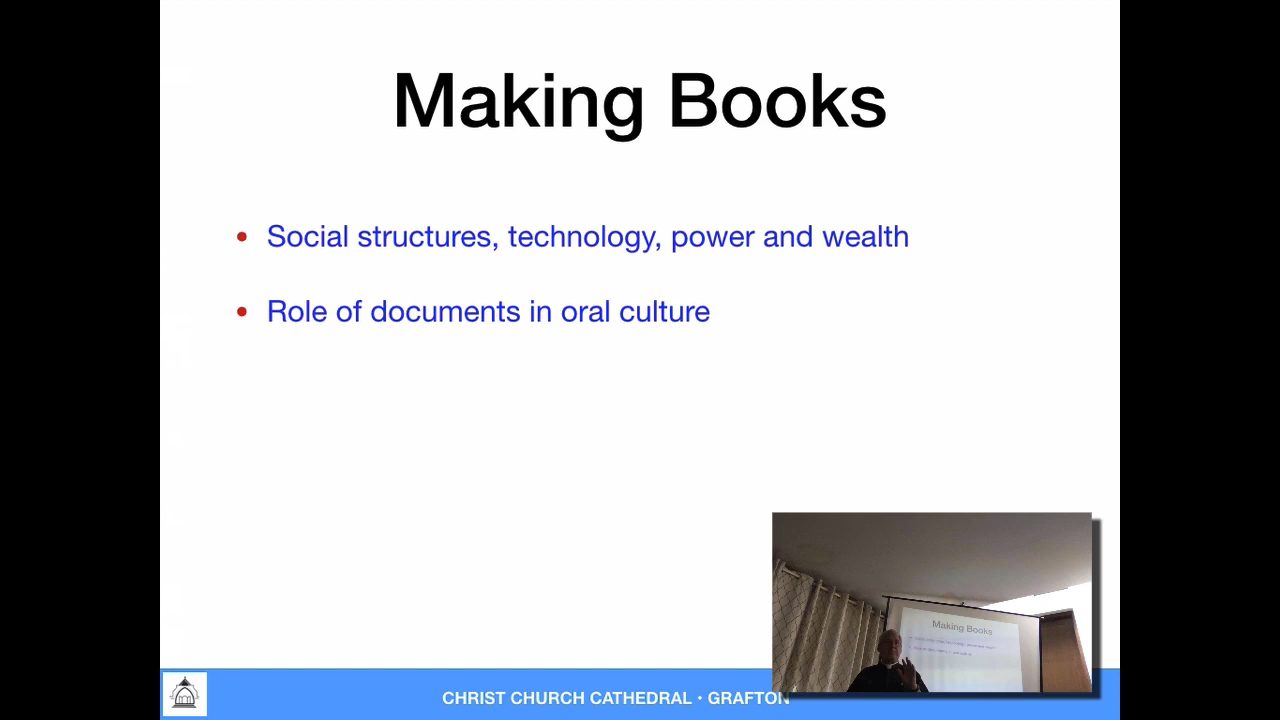 Making Books
• Social structures, technology, power and wealth
• Role of documents in oral culture
Making Books
CHRIST CHURCH CATHEDRAL • GRAFTON